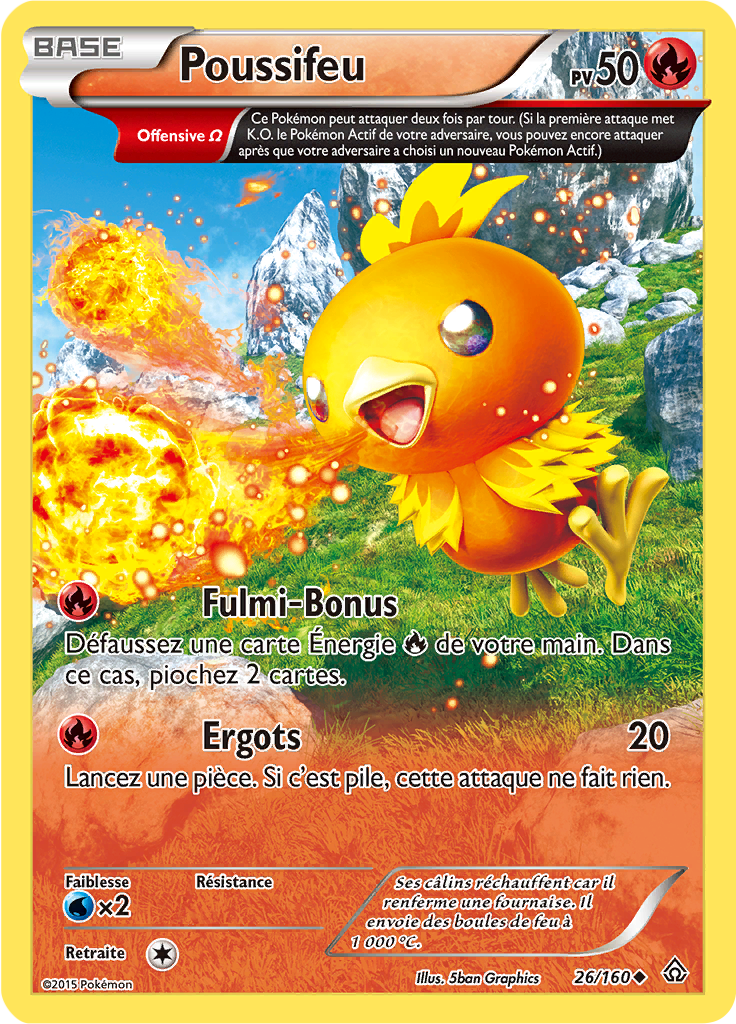 BASE
Poussifeu
PV50
Offensive Ω
Ce Pokémon peut attaquer deux fois par tour. (Si la première attaque met
K.O. le Pokémon Actif de votre adversaire, vous pouvez encore attaquer
après que votre adversaire a choisi un nouveau Pokémon Actif.)
Fulmi-Bonus
Défaussez une carte Énergie de votre main. Dans
ce cas, piochez 2 cartes.
Ergots 20
Lancez une pièce. Si c'est pile, cette attaque ne fait rien.
Faiblesse
×2
Résistance
Retraite
Ses câlins réchauffent car il
renferme une fournaise. Il
envoie des boules de feu à
1 000 °C.
©2015 Pokémon
Illus. 5ban Graphics
26/160